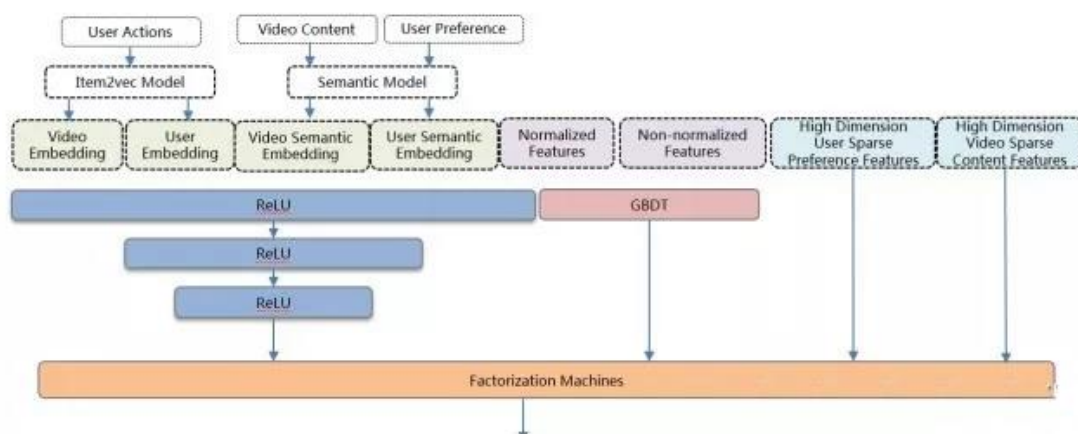 User Actions
Video Content
User Preference
Item2vec Model
Semantic Model
Video
Embedding
User
Embedding
Video Semantic
Embedding
User Semantic
Embedding
Normalized
Features
Non-normalized
Features
High Dimension
User Sparse
Preference Features
High Dimension
Video Sparse
Content Features
ReLU
GBDT
ReLU
ReLU
Factorization Machines